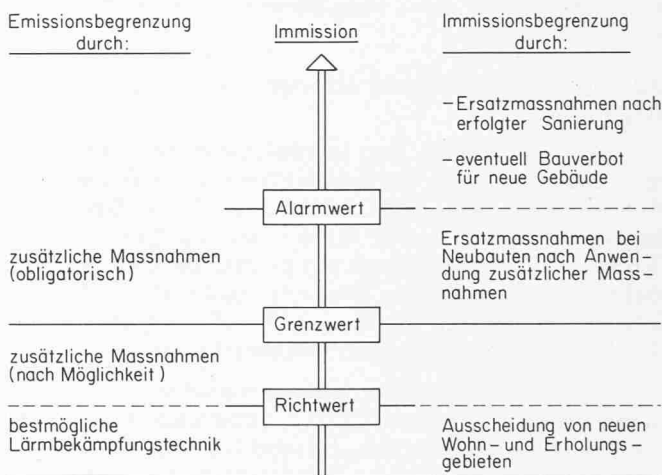 Emissionsbegrenzung
durch:
Immission
Immissionsbegrenzung
durch:
– Ersatzmassnahmen nach
erfolgter Sanierung
– eventuell Bauverbot
für neue Gebäude
Alarmwert
zusätzliche Massnahmen
(obligatorisch)
Ersatzmassnahmen bei
Neubauten nach Anwen–
dung zusätzlicher Mass–
nahmen
Grenzwert
zusätzliche Massnahmen
(nach Möglichkeit)
Richtwert
bestmögliche
Lärmbekämpfungstechnik
Ausscheidung von neuen
Wohn– und Erholungs–
gebieten